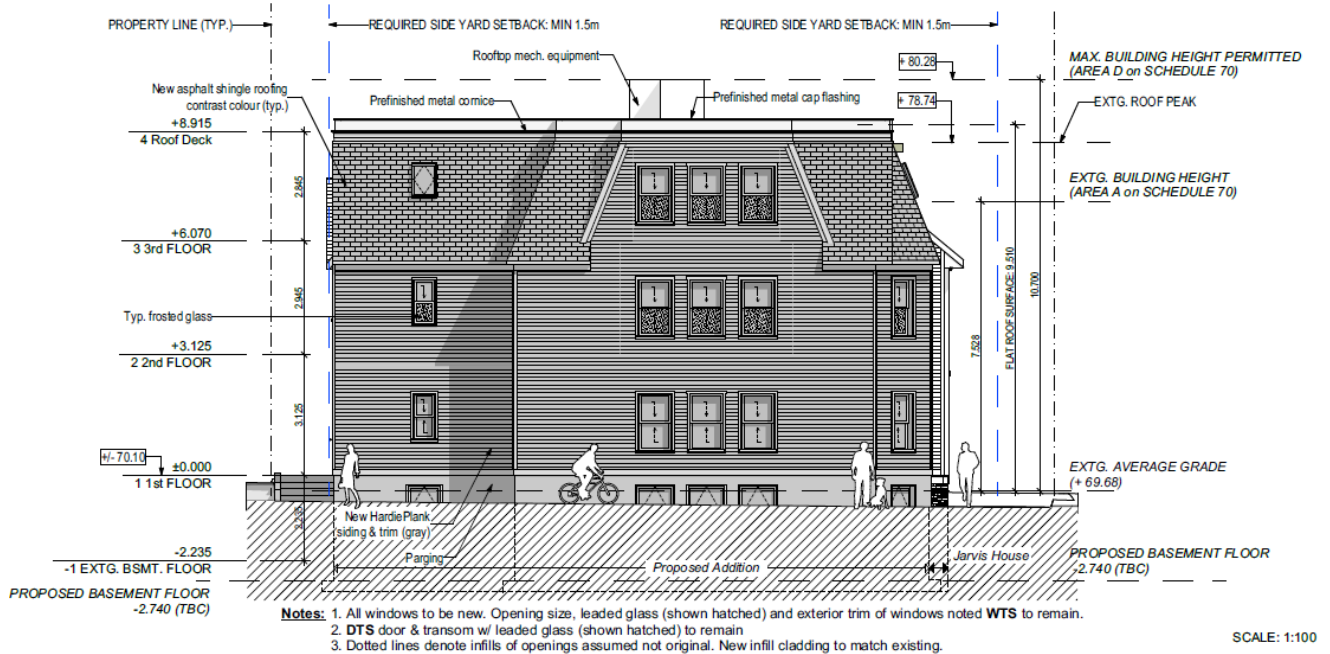 PROPERTY LINE (TYP.)
REQUIRED SIDE YARD SETBACK: MIN 1.5m
REQUIRED SIDE YARD SETBACK: MIN 1.5m
Rooftop mech. equipment
+ 80.28
MAX. BUILDING HEIGHT PERMITTED
(AREA D on SCHEDULE 70)
New asphalt shingle roofing
contrast colour (typ.)
Prefinished metal cornice
Prefinished metal cap flashing
+ 78.74
EXTG. ROOF PEAK
+8.915
4 Roof Deck
2.845
EXTG. BUILDING HEIGHT
(AREA A on SCHEDULE 70)
+6.070
3 3rd FLOOR
2.945
Typ. frosted glass
FLAT ROOF SURFACE: 9.510
10.700
7.528
+3.125
2 2nd FLOOR
3.125
+/- 70.10
±0.000
1 1st FLOOR
EXTG. AVERAGE GRADE
(+ 69.68)
2.235
New HardiePlank
siding & trim (gray)
Parging
-2.235
-1 EXTG. BSMT. FLOOR
Proposed Addition
Jarvis House
PROPOSED BASEMENT FLOOR
-2.740 (TBC)
PROPOSED BASEMENT FLOOR
-2.740 (TBC)
Notes: 1. All windows to be new. Opening size, leaded glass (shown hatched) and exterior trim of windows noted WTS to remain.
2. DTS door & transom w/ leaded glass (shown hatched) to remain
3. Dotted lines denote infills of openings assumed not original. New infill cladding to match existing.
SCALE: 1:100